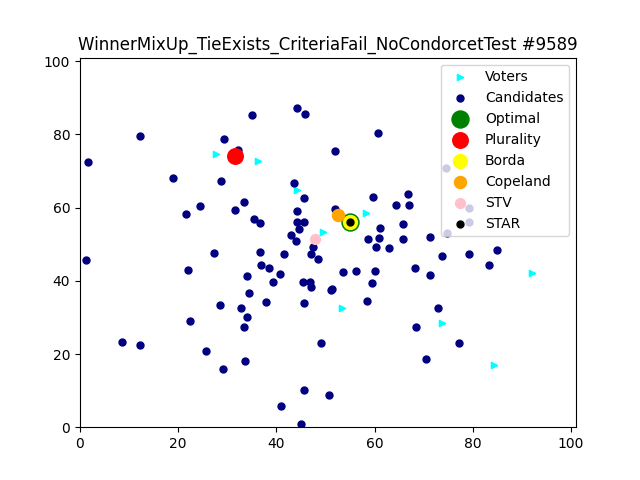 WinnerMixUp_TieExists_CriteriaFail_NoCondorcetTest #9589
100
80
60
40
20
0
0
20
40
60
80
100
Voters
Candidates
Optimal
Plurality
Borda
Copeland
STV
STAR